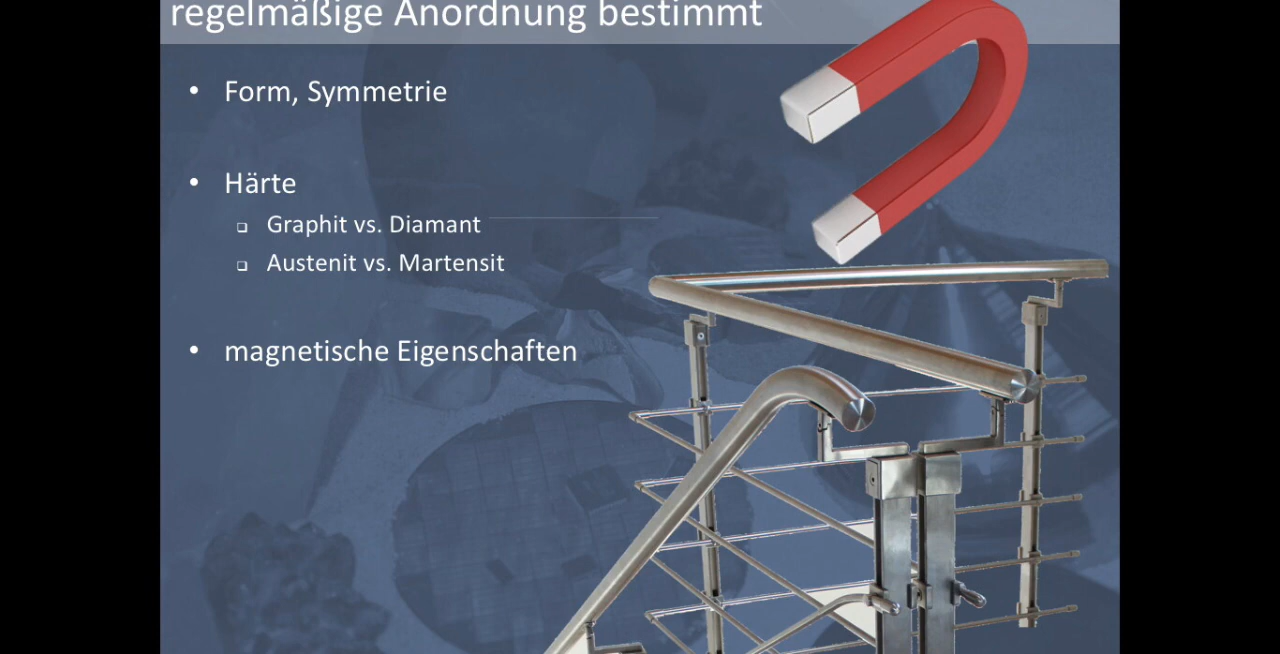 regelmäßige Anordnung bestimmt
• Form, Symmetrie
• Härte
❑ Graphit vs. Diamant
❑ Austenit vs. Martensit
• magnetische Eigenschaften